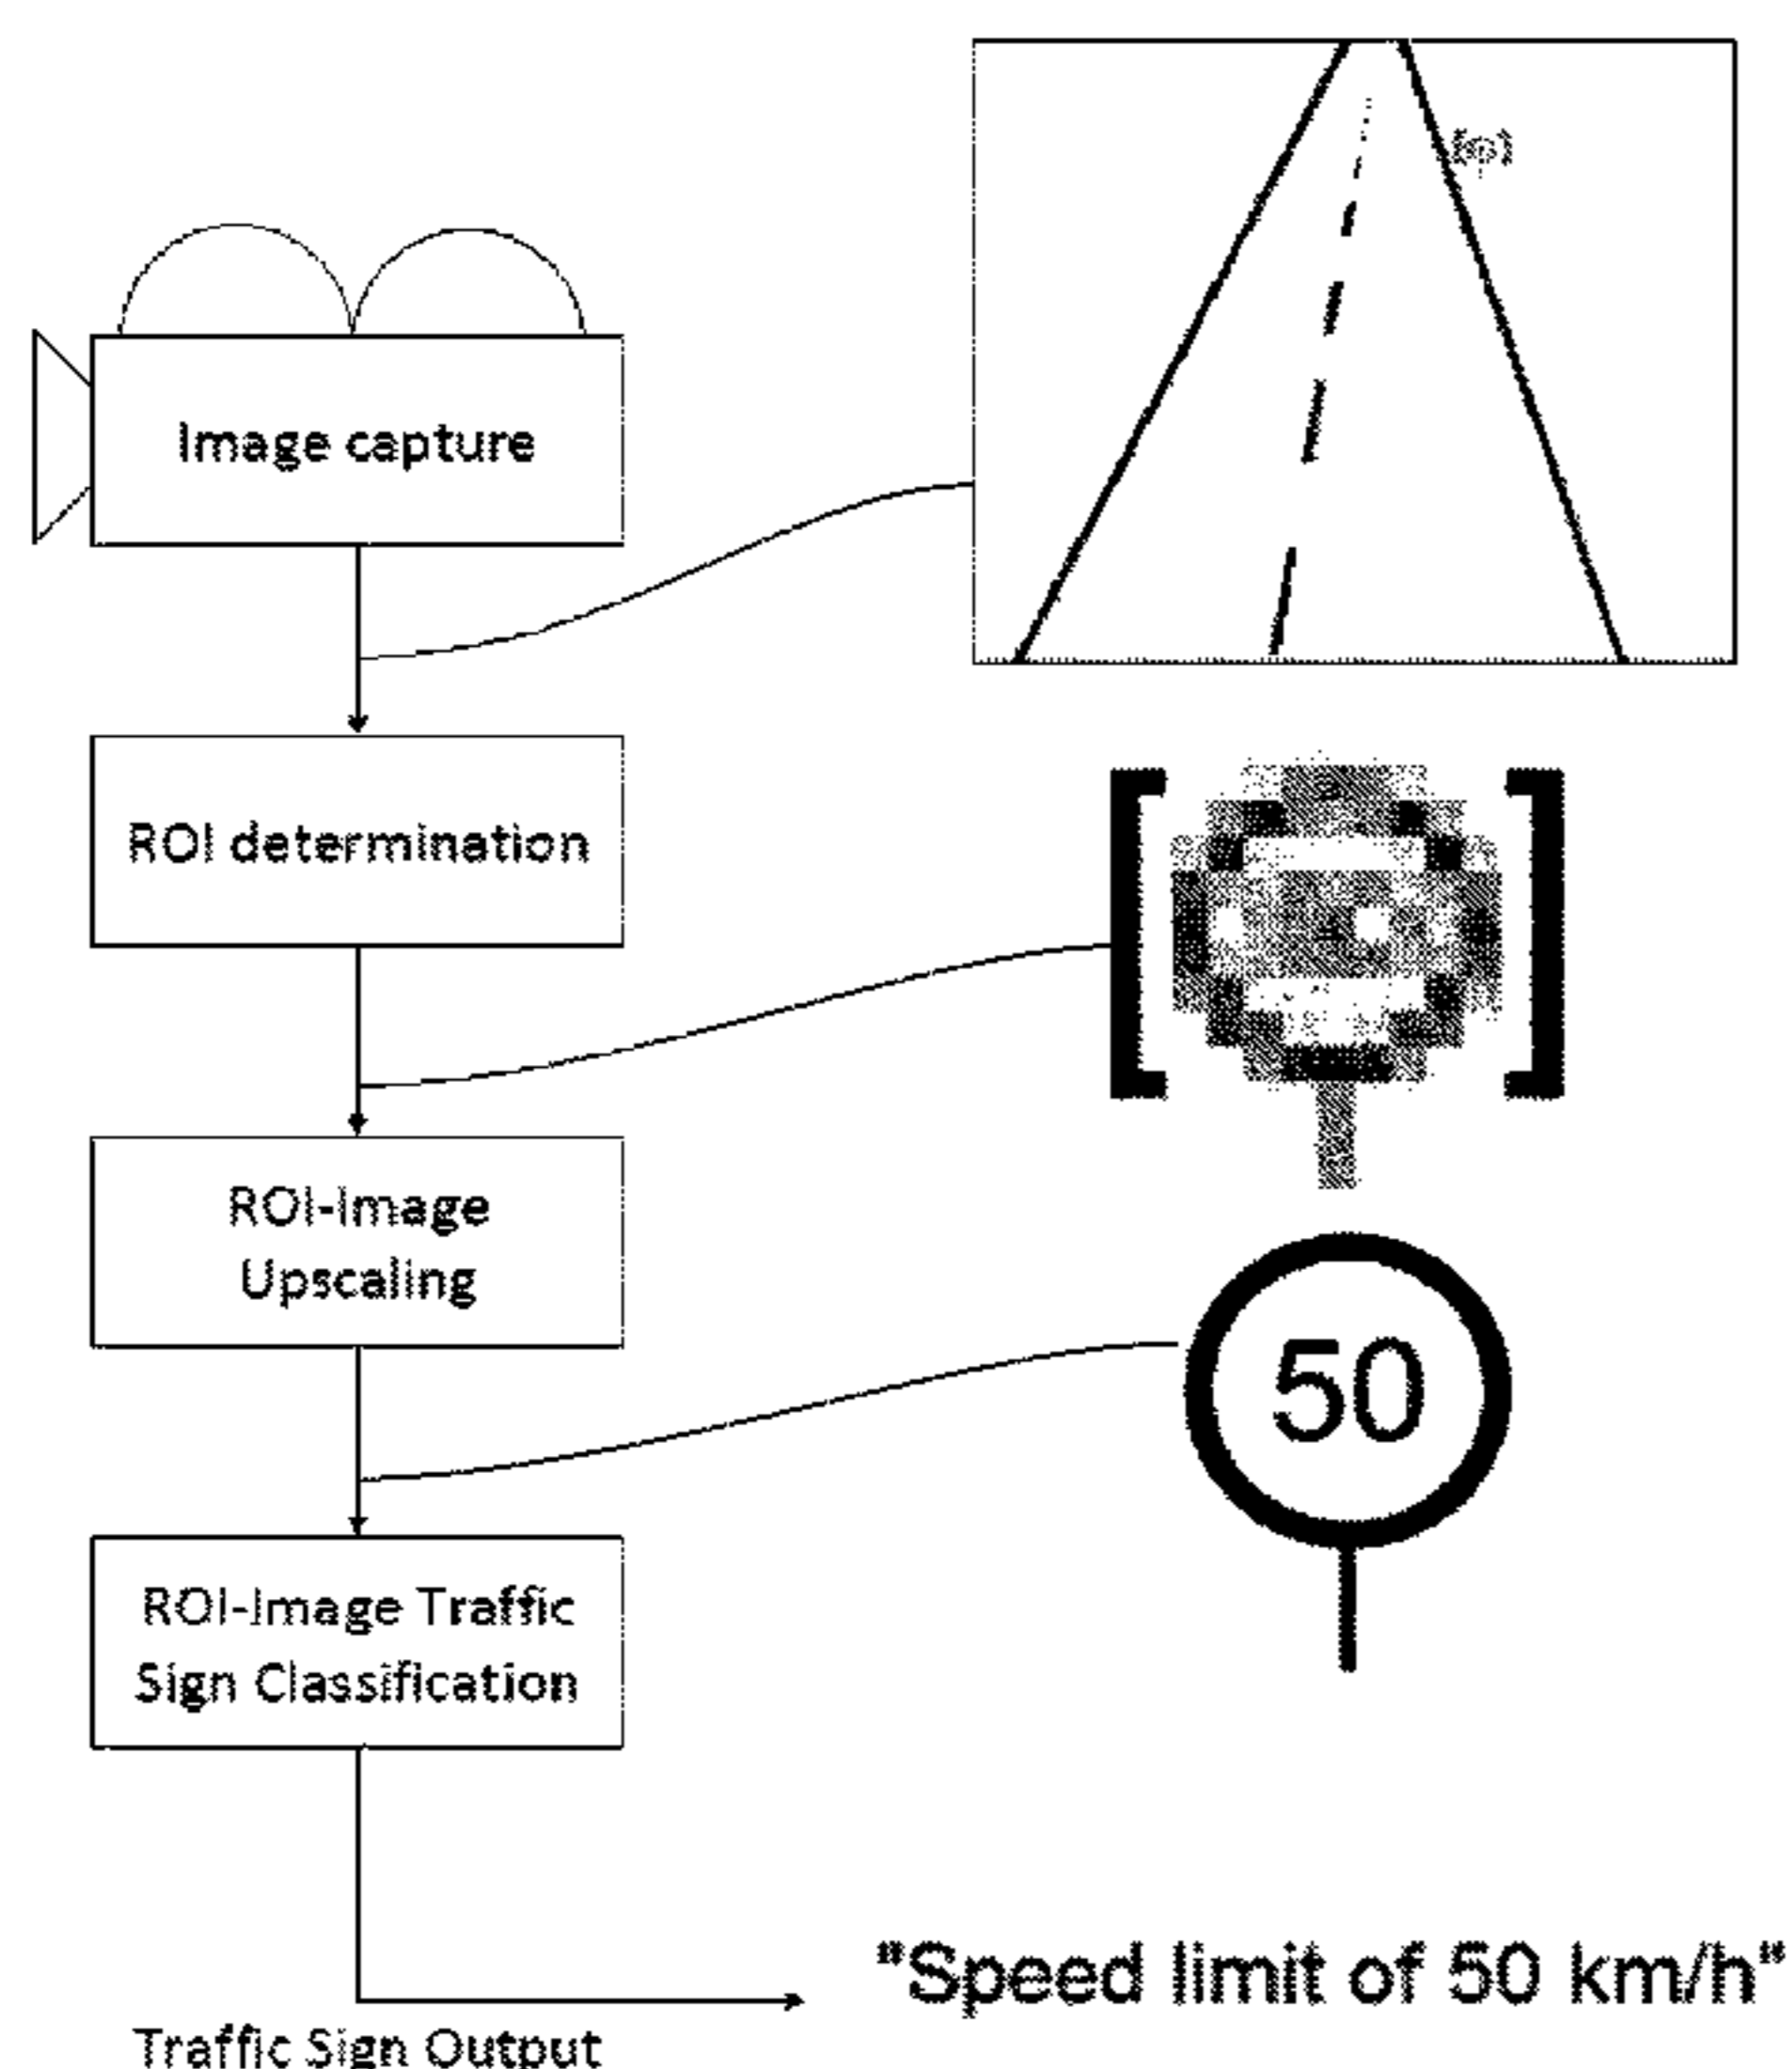 Image capture
ROI determination
ROI-Image
Upscaling
50
ROI-Image Traffic
Sign Classification
"Speed limit of 50 km/h"
Traffic Sign Output